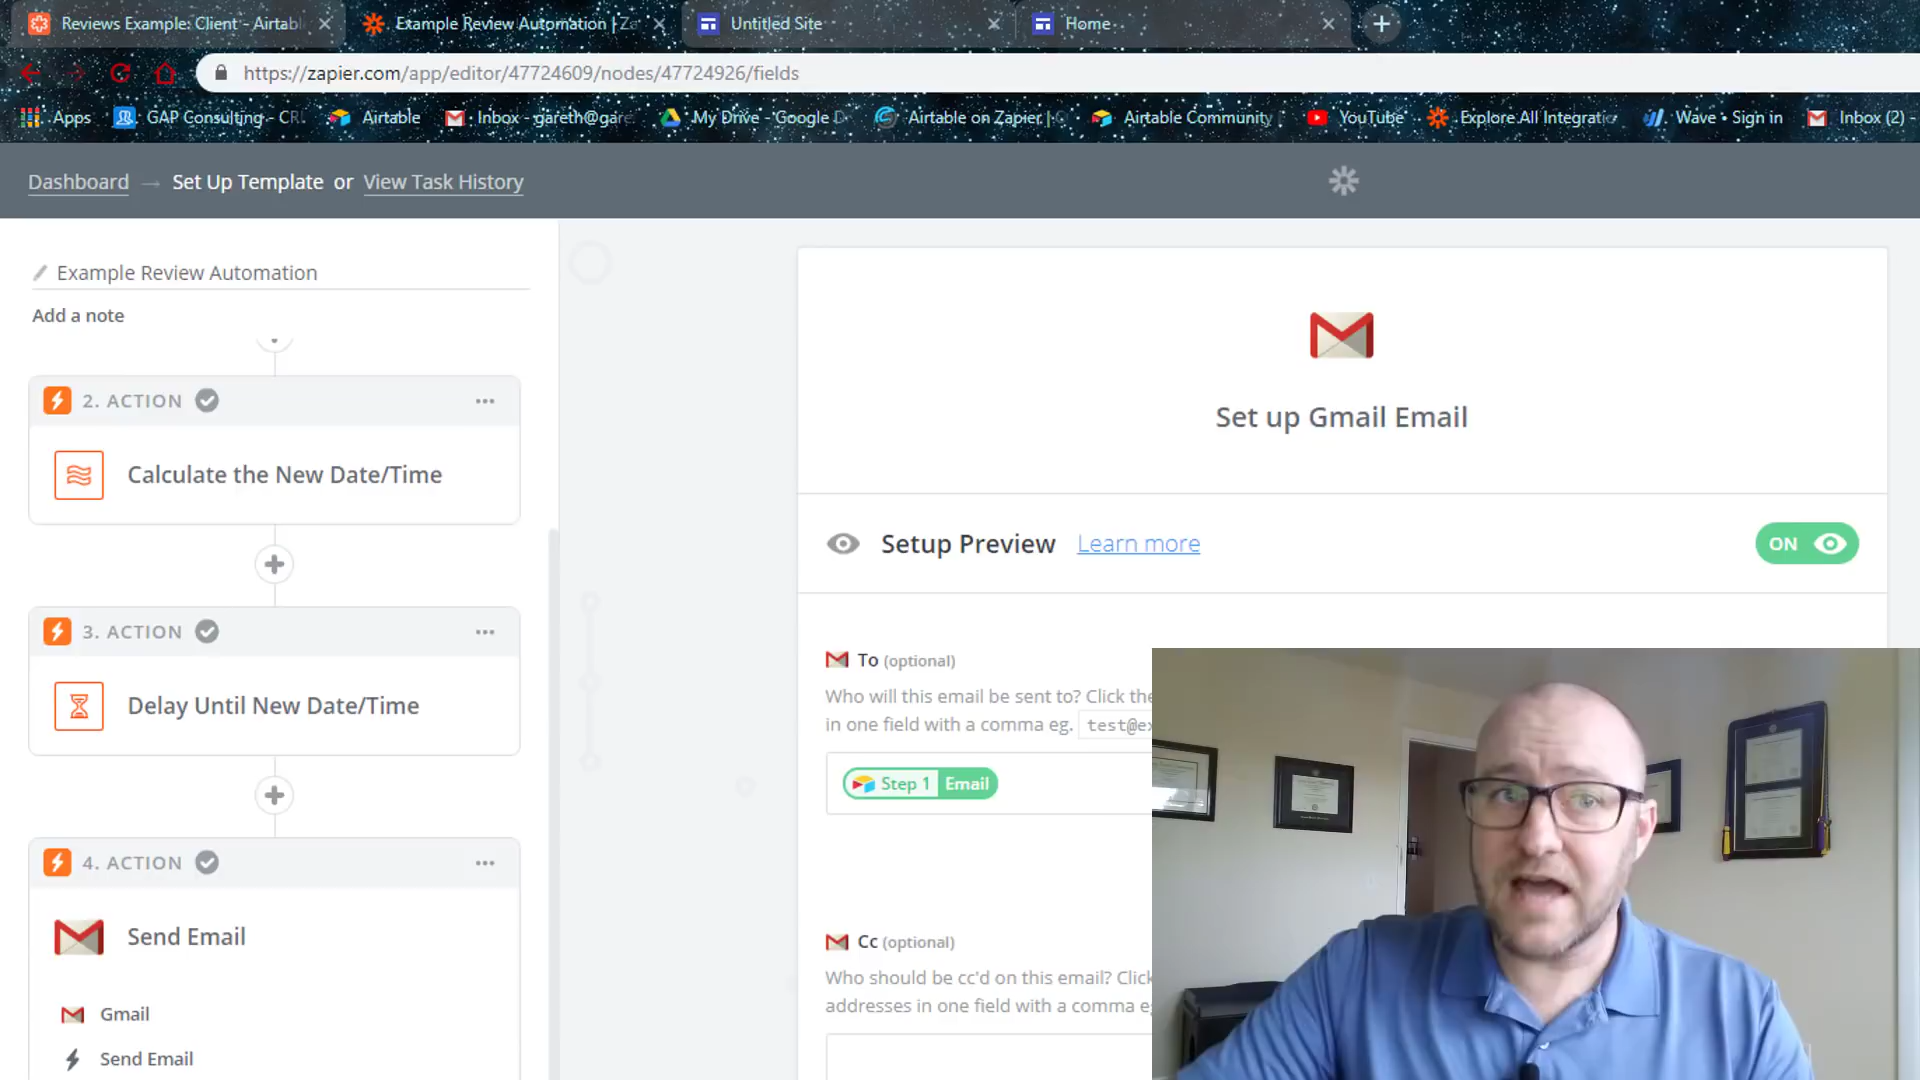 Reviews Example: Client - Airtabl
Example Review Automation | Za
Untitled Site
Home
https://zapier.com/app/editor/47724609/nodes/47724926/fields
Apps
GAP Consulting - CR
Airtable
Inbox - gareth@gare
My Drive - Google D
Airtable on Zapier |
Airtable Community
YouTube
Explore All Integratio
Wave • Sign in
Inbox (2) -
Dashboard → Set Up Template or View Task History
Example Review Automation
Add a note
2. ACTION
Calculate the New Date/Time
3. ACTION
Delay Until New Date/Time
4. ACTION
Send Email
Gmail
Send Email
Set up Gmail Email
Setup Preview Learn more
ON
To (optional)
Who will this email be sent to? Click the
in one field with a comma eg. test@ex
Step 1 Email
Cc (optional)
Who should be cc'd on this email? Clic
addresses in one field with a comma e